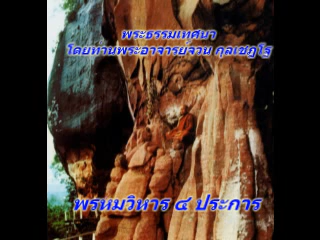 พระธรรมเทศนา
โดยท่านพระอาจารย์จวน กุลเชฏฺโฐ
พรหมวิหาร ๔ ประการ